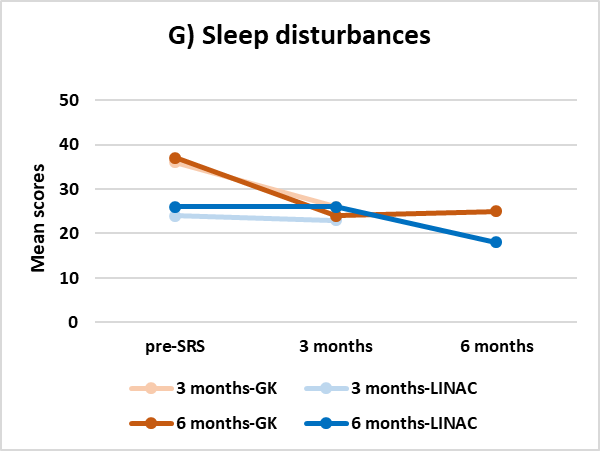 G) Sleep disturbances
50
40
30
20
10
0
Mean scores
pre-SRS 3 months 6 months
3 months-GK 3 months-LINAC
6 months-GK 6 months-LINAC